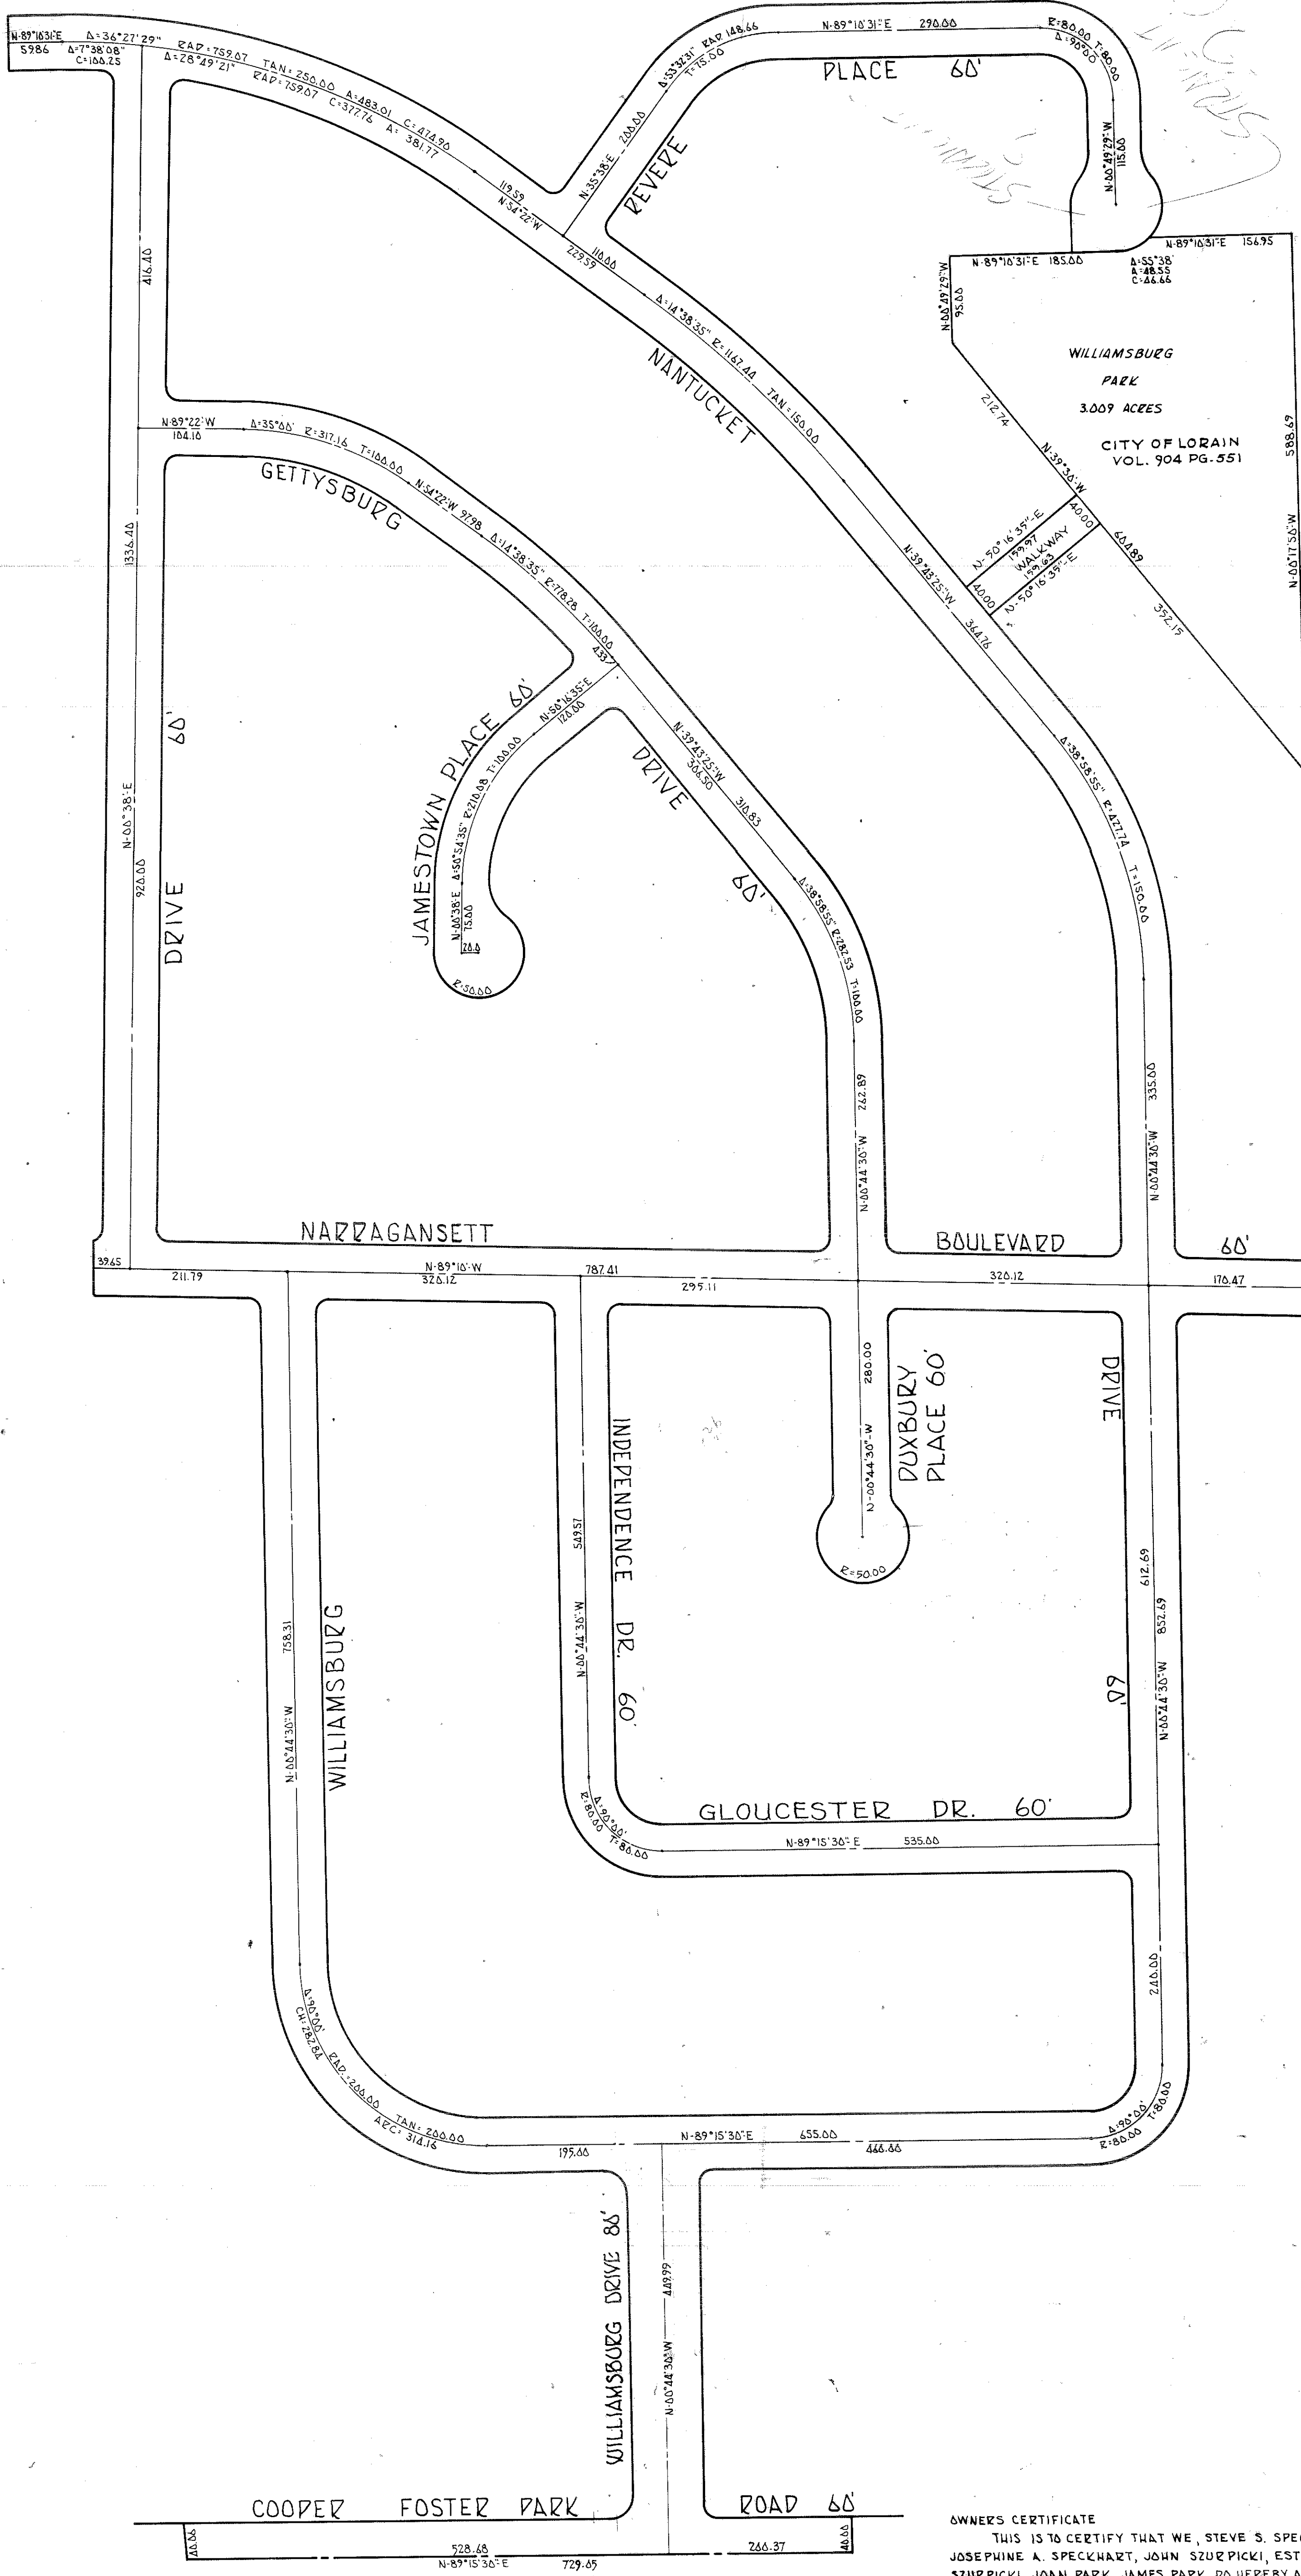 N-89°10'31"-E
59.86
Δ=36°27'29"
Δ=7°38'08"
C=100.25
RAD=759.07 TAN=250.00 A=483.01 C=474.90
Δ=28°49'21" RAD=759.07 C=377.76 A=381.77
119.59
N-54°22'-W
229.59
110.00
N-35°38'-E 200.00
REVERE
Δ=53°32'31" RAD 148.66
T=75.00
N-89°10'31"-E 290.00
PLACE 60'
R=80.00 T=80.00
Δ=90°00'
N-00°49'29"-W
115.00
N-89°10'31"-E 185.00
N-89°10'31"-E 156.95
Δ=55°38'
A=48.55
C=46.66
N-00°49'29"-W
95.00
WILLIAMSBURG
PARK
3.009 ACRES
CITY OF LORAIN
VOL. 904 PG-551
588.69
N-00°17'50"-W
212.74
N-39°36'-W
40.00
604.89
352.15
N-50°16'35"-E
159.97
WALKWAY
159.63
N-50°16'35"-E
40.00
Δ=14°38'35" R=1167.44 TAN=150.00
NANTUCKET
N-39°43'25"-W
364.76
Δ=38°58'55" R=427.74 T=150.00
335.00
N-00°44'30"-W
416.40
N-89°22'-W
104.10
Δ=35°00' R=317.16 T=100.00
N-54°22'-W 97.98
Δ=14°38'35" R=778.28 T=100.00
GETTYSBURG
4.33
N-50°16'35"-E
120.00
JAMESTOWN PLACE 60'
Δ=50°54'35" R=210.08 T=100.00
N-00°38'-E
75.00
20.0
R=50.00
DRIVE 60'
N-39°43'25"-W
306.50
310.83
Δ=38°58'55" R=282.53 T=100.00
262.89
N-00°44'30"-W
1336.40
N-00°38'-E
920.00
DRIVE 60'
NARRAGANSETT
BOULEVARD
60'
39.65
211.79
N-89°10'-W
320.12
787.41
295.11
320.12
170.47
280.00
N-00°44'30"-W
DUXBURY
PLACE 60'
R=50.00
DRIVE
60'
612.69
852.69
N-00°44'30"-W
INDEPENDENCE DR. 60'
549.57
N-00°44'30"-W
758.31
WILLIAMSBURG
N-00°44'30"-W
Δ=90°00'
R=80.00
T=80.00
GLOUCESTER DR. 60'
N-89°15'30"-E 535.00
240.00
Δ=90°00'
CH=282.84
RAD.=200.00
TAN=200.00
ARC=314.16
195.00
N-89°15'30"-E 655.00
460.00
Δ=90°00'
R=80.00
T=80.00
WILLIAMSBURG DRIVE 80'
449.99
N-00°44'30"-W
COOPER FOSTER PARK ROAD 60'
40.00
528.68
N-89°15'30"-E
729.05
200.37
40.00
OWNERS CERTIFICATE
THIS IS TO CERTIFY THAT WE, STEVE S. SPE
JOSEPHINE A. SPECKHART, JOHN SZURPICKI, EST
SZURPICKI, JOAN PARK, JAMES PARK, DO HEREBY A